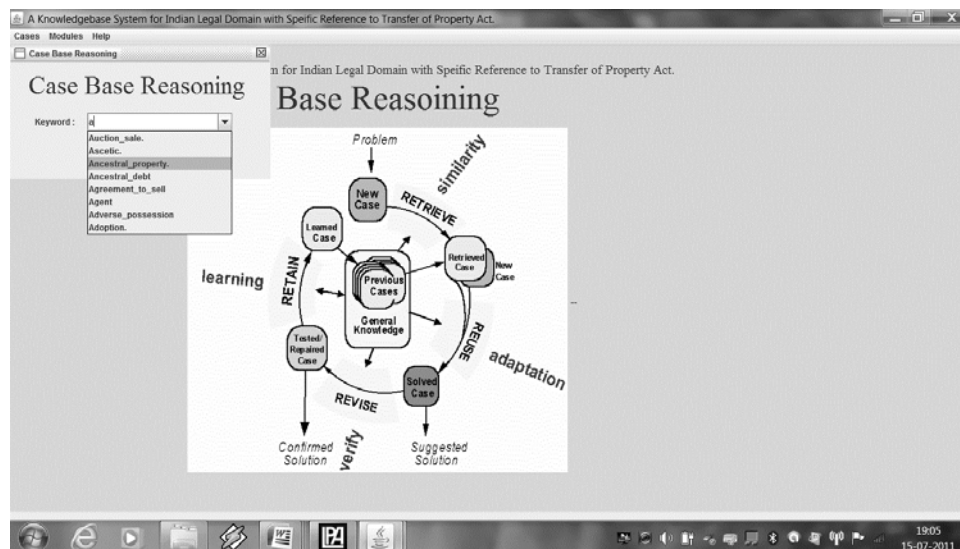 A Knowledgebase System for Indian Legal Domain with Speific Reference to Transfer of Property Act.
Cases Modules Help
Case Base Reasoning
n for Indian Legal Domain with Speific Reference to Transfer of Property Act.
Case Base Reasoning
Base Reasoining
Keyword : a
Auction_sale.
Ascetic.
Ancestral_property.
Ancestral_debt
Agreement_to_sell
Agent
Adverse_possession
Adoption.
Problem
similarity
New
Case
RETRIEVE
Learned
Case
Retrieved
Case
New
Case
learning
RETAIN
Previous
Cases
General
Knowledge
REUSE
adaptation
Tested/
Repaired
Case
Solved
Case
REVISE
verify
Confirmed
Solution
Suggested
Solution
W
LPA
19:05
15-07-2011